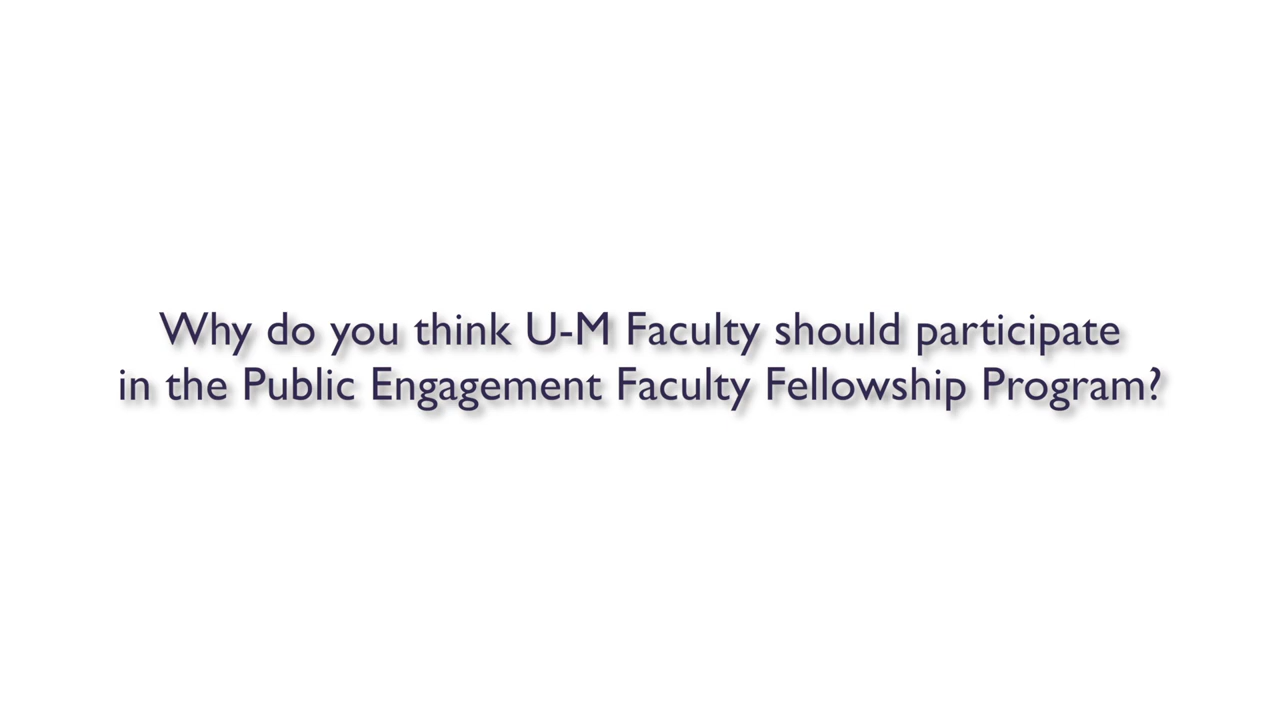 Why do you think U-M Faculty should participate
in the Public Engagement Faculty Fellowship Program?